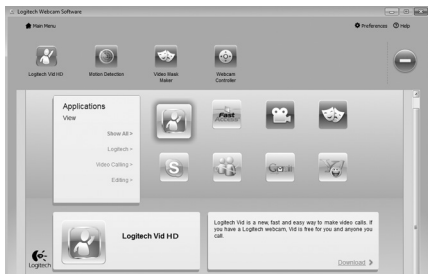 Logitech Webcam Software
Main Menu
Preferences
Help
Logitech Vid HD
Motion Detection
Video Mask
Maker
Webcam
Controller
Applications
View
Show All >
Logitech >
Video Calling >
Editing >
Fast
Access
Gmail
Logitech
Logitech Vid HD
Logitech Vid is a new, fast and easy way to make video calls. If
you have a Logitech webcam, Vid is free for you and anyone you
call.
Download >